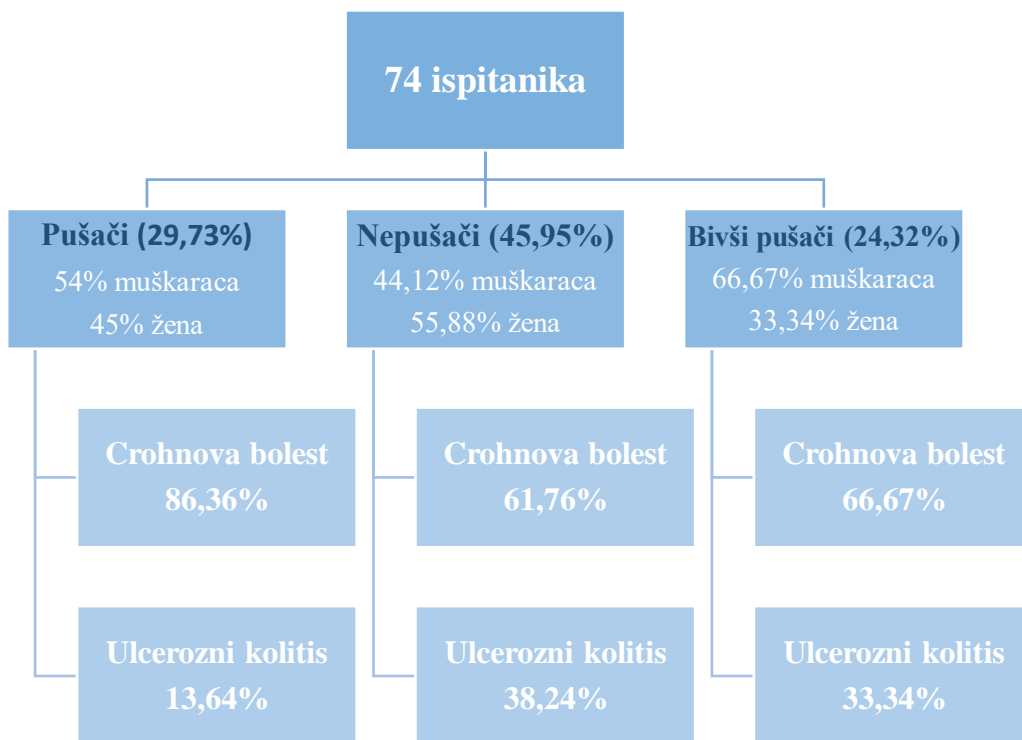 74 ispitanika
Pušači (29,73%)
54% muškaraca
45% žena
Nepušači (45,95%)
44,12% muškaraca
55,88% žena
Bivši pušači (24,32%)
66,67% muškaraca
33,34% žena
Crohnova bolest
86,36%
Crohnova bolest
61,76%
Crohnova bolest
66,67%
Ulcerozni kolitis
13,64%
Ulcerozni kolitis
38,24%
Ulcerozni kolitis
33,34%